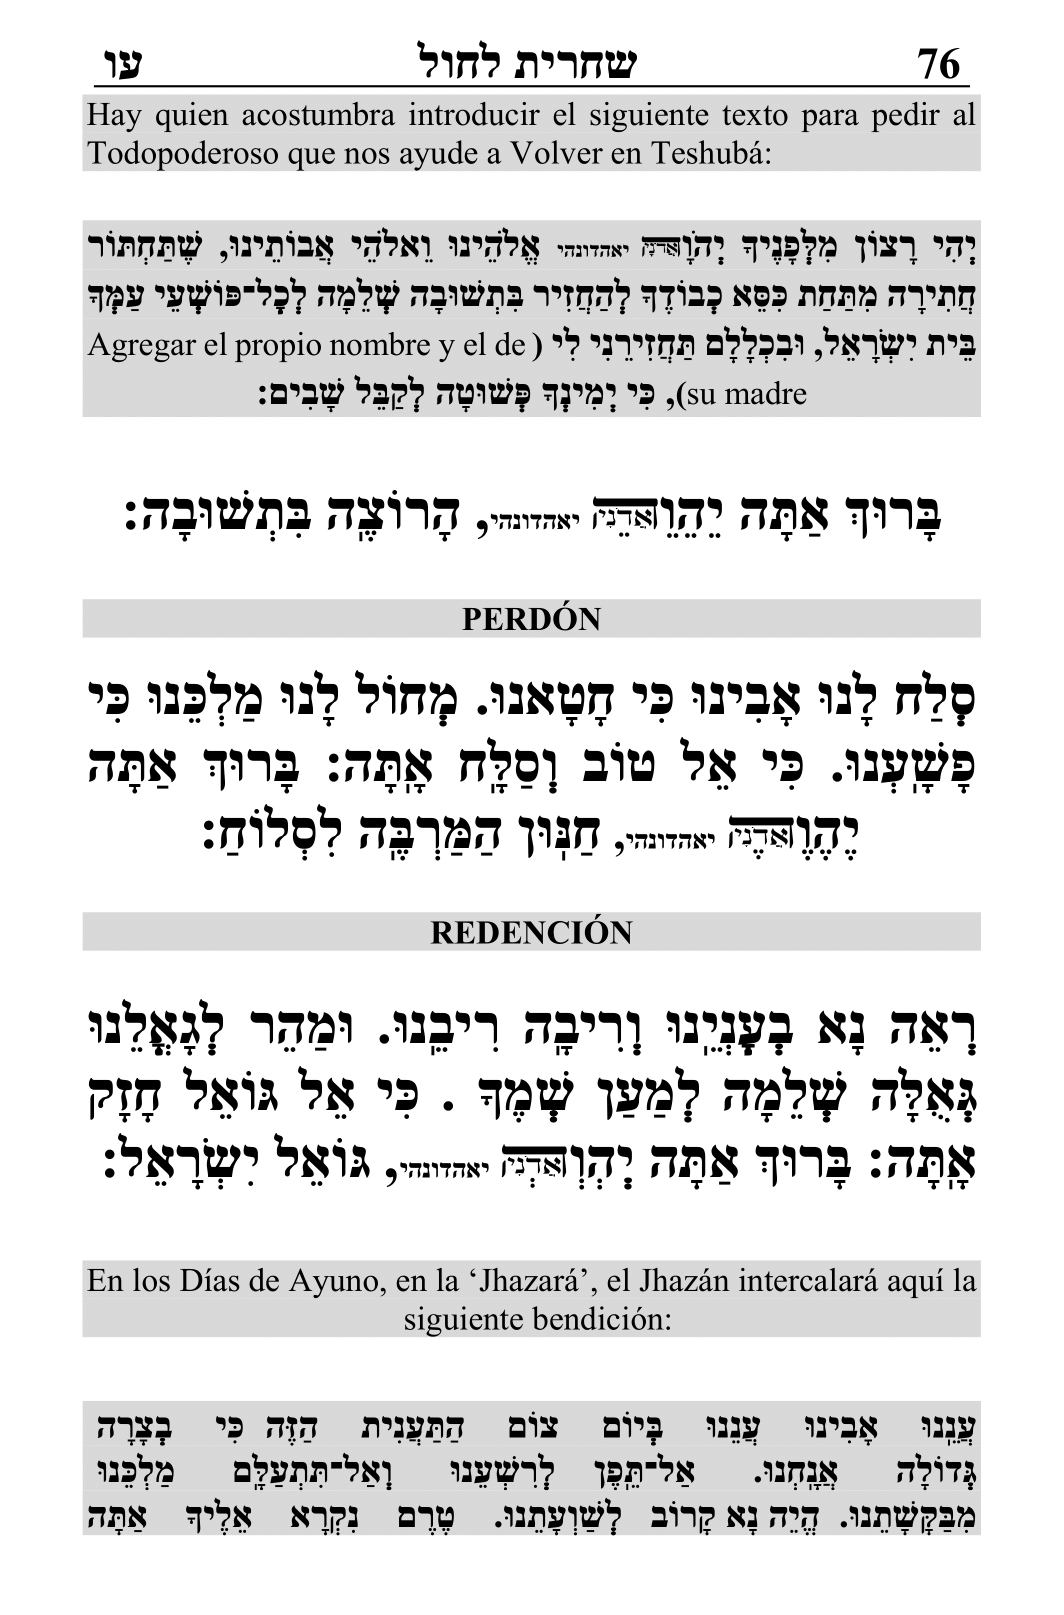 76 שחרית לחול עו
Hay quien acostumbra introducir el siguiente texto para pedir al
Todopoderoso que nos ayude a Volver en Teshubá:
יְהִי רָצוֹן מִלְּפָנֶיךָ יְהֹוָאדני יאהדונהי אֱלֹהֵינוּ וֵאלֹהֵי אֲבוֹתֵינוּ, שֶׁתַּחְתּוֹר
חֲתִירָה מִתַּחַת כִּסֵּא כְבוֹדֶךָ לְהַחֲזִיר בִּתְשׁוּבָה שְׁלֵמָה לְכָל־פּוֹשְׁעֵי עַמְּךָ
בֵּית יִשְׂרָאֵל, וּבִכְלָלָם תַּחֲזִירֵנִי לִי (Agregar el propio nombre y el de
su madre), כִּי יְמִינְךָ פְּשׁוּטָה לְקַבֵּל שָׁבִים:
בָּרוּךְ אַתָּה יֵהֵוֵאֲדֵנִיה יאהדונהי, הָרוֹצֶה בִּתְשׁוּבָה:
PERDÓN
סְלַח לָנוּ אָבִינוּ כִּי חָטָאנוּ. מְחוֹל לָנוּ מַלְכֵּנוּ כִּי
פָשָׁעְנוּ. כִּי אֵל טוֹב וְסַלָּח אָתָּה: בָּרוּךְ אַתָּה
יֶהֶוֶאֲדֶנִיה יאהדונהי, חַנּוּן הַמַּרְבֶּה לִסְלוֹחַ:
REDENCIÓN
רְאֵה נָא בְעָנְיֵנוּ וְרִיבָה רִיבֵנוּ. וּמַהֵר לְגָאֳלֵנוּ
גְּאֻלָּה שְׁלֵמָה לְמַעַן שְׁמֶךָ . כִּי אֵל גּוֹאֵל חָזָק
אָתָּה: בָּרוּךְ אַתָּה יְהְוְאֲדְנִיה יאהדונהי, גּוֹאֵל יִשְׂרָאֵל:
En los Días de Ayuno, en la ‘Jhazará’, el Jhazán intercalará aquí la
siguiente bendición:
עֲנֵנוּ אָבִינוּ עֲנֵנוּ בְּיוֹם צוֹם הַתַּעֲנִית הַזֶּה כִּי בְצָרָה
גְּדוֹלָה אֲנָחְנוּ. אַל־תֵּפֶן לְרִשְׁעֵנוּ וְאַל־תִּתְעַלָּם מַלְכֵּנוּ
מִבַּקָּשָׁתֵנוּ. הֱיֵה נָא קָרוֹב לְשַׁוְעָתֵנוּ. טֶרֶם נִקְרָא אֵלֶיךָ אַתָּה